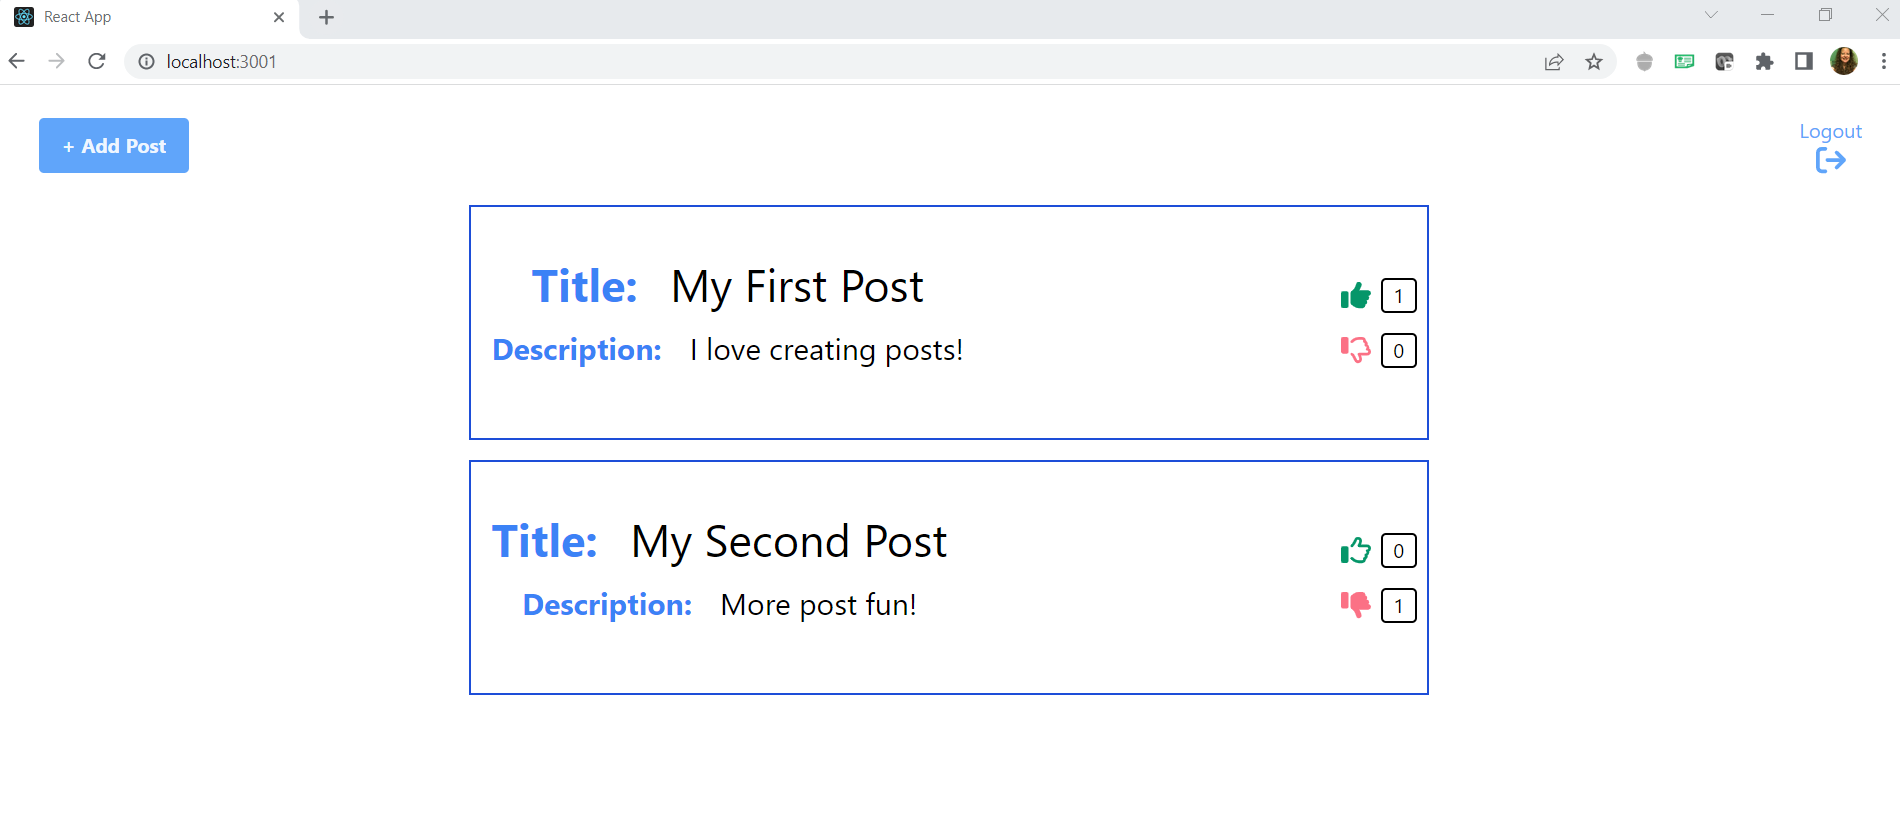 React App
localhost:3001
+ Add Post
Logout
Title: My First Post
1
Description: I love creating posts!
0
Title: My Second Post
0
Description: More post fun!
1